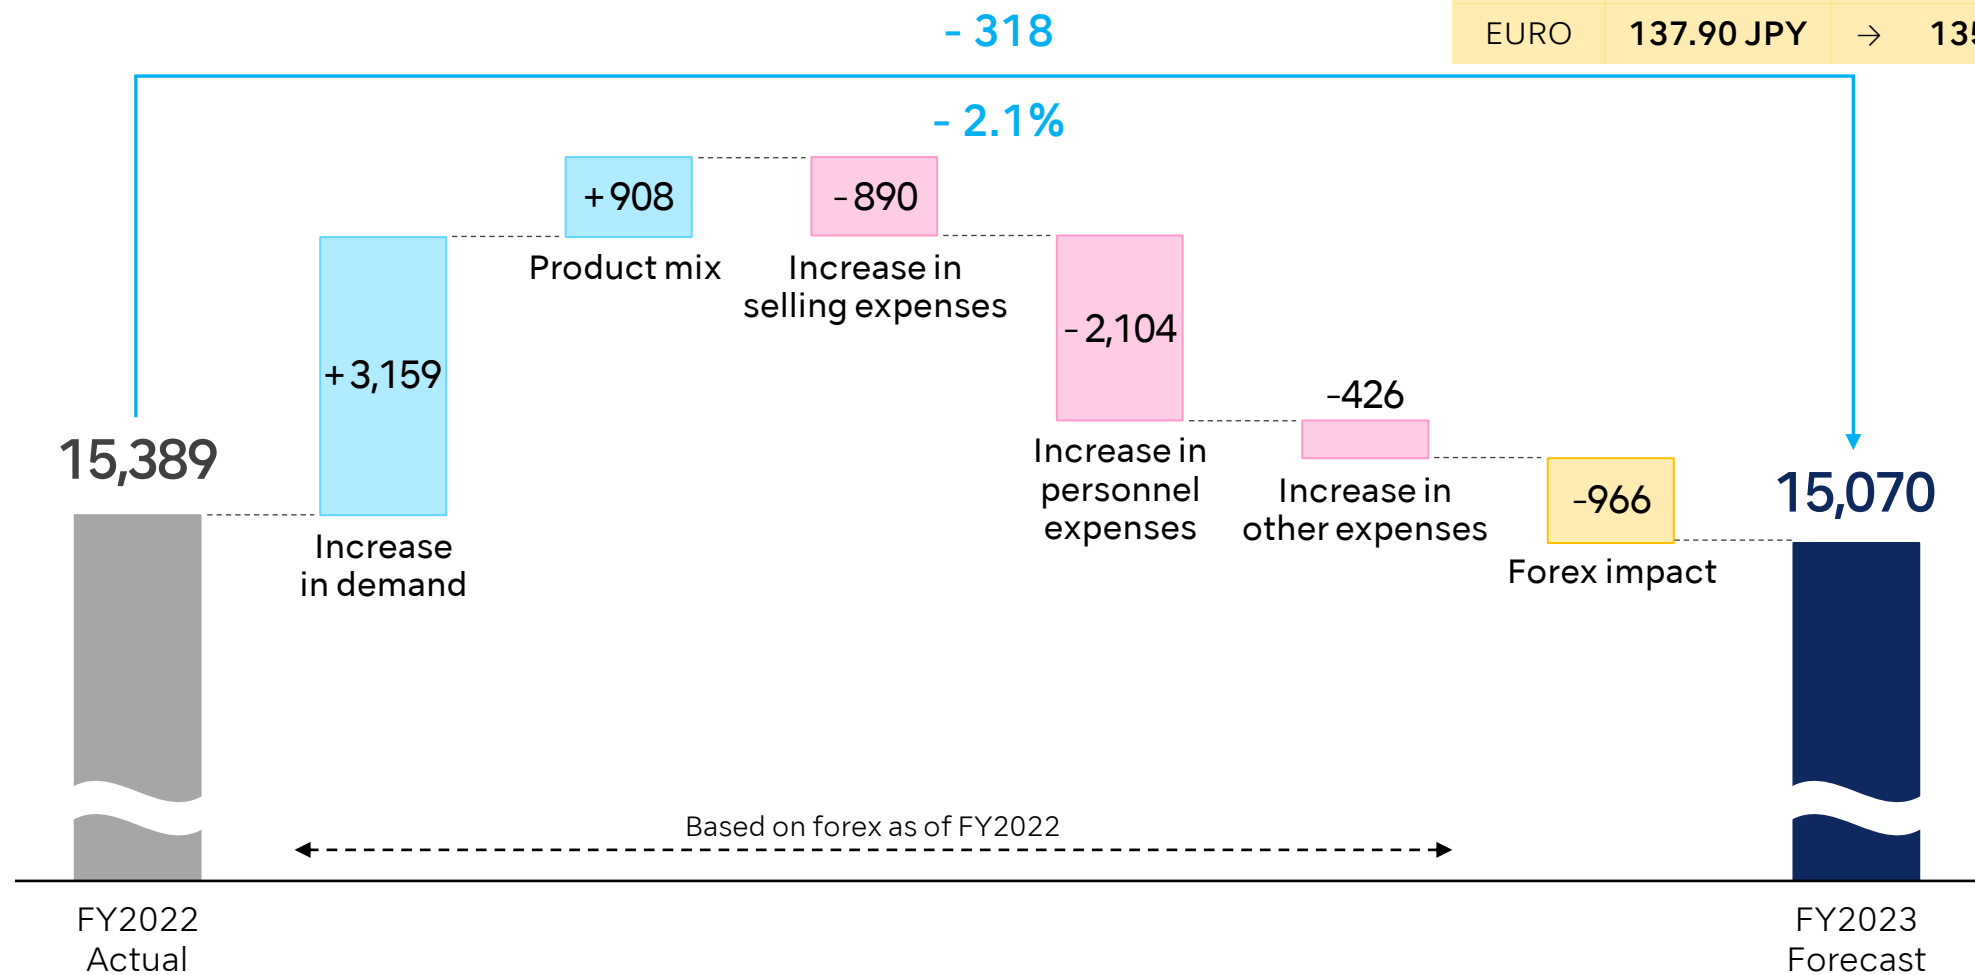 - 318
EURO 137.90 JPY →
- 2.1%
+908
-890
Product mix
Increase in
selling expenses
-2,104
+3,159
-426
15,389
Increase in
personnel
expenses
Increase in
other expenses
-966
15,070
Increase
in demand
Forex impact
Based on forex as of FY2022
FY2022
Actual
FY2023
Forecast